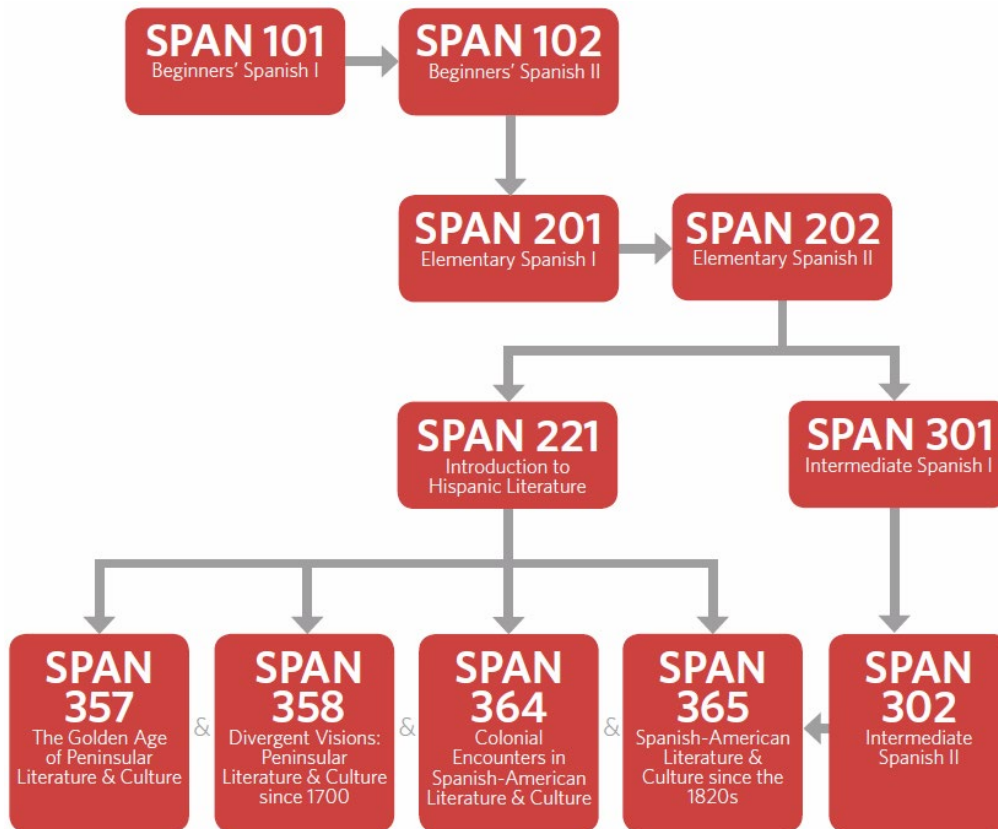 SPAN 101
Beginners' Spanish I
SPAN 102
Beginners' Spanish II
SPAN 201
Elementary Spanish I
SPAN 202
Elementary Spanish II
SPAN 221
Introduction to
Hispanic Literature
SPAN 301
Intermediate Spanish I
SPAN
357
The Golden Age
of Peninsular
Literature & Culture
&
SPAN
358
Divergent Visions:
Peninsular
Literature & Culture
since 1700
&
SPAN
364
Colonial
Encounters in
Spanish-American
Literature & Culture
&
SPAN
365
Spanish-American
Literature &
Culture since the
1820s
SPAN
302
Intermediate
Spanish II